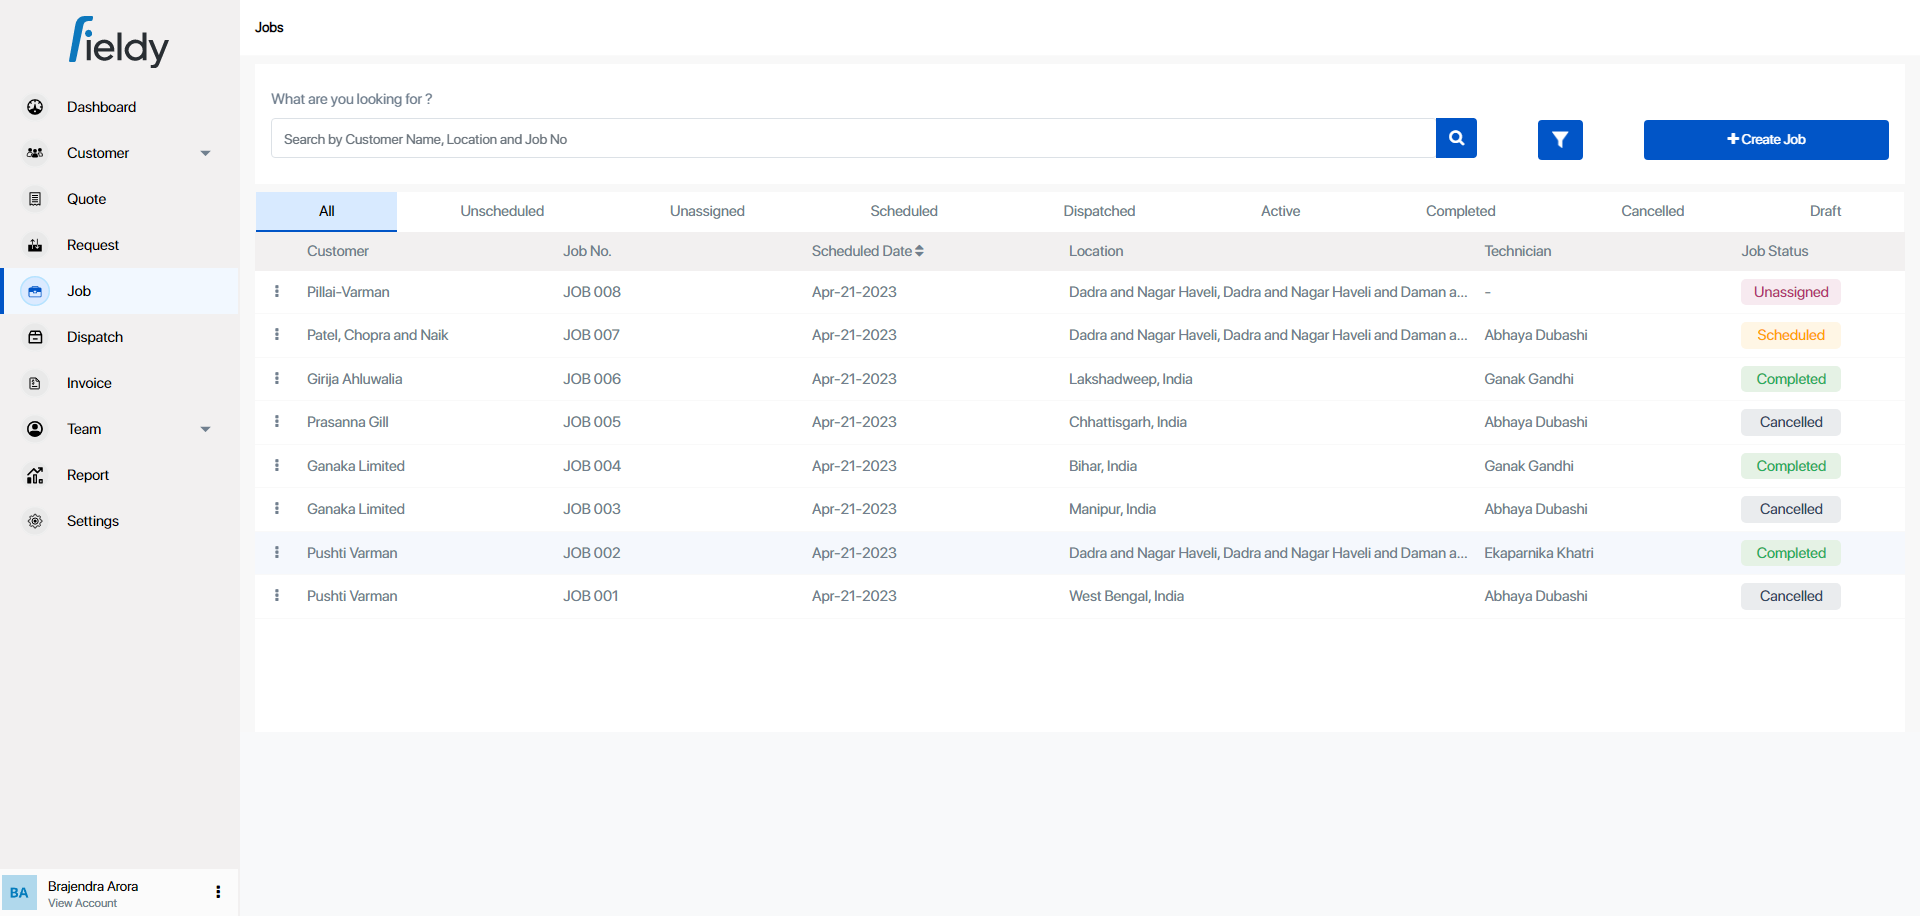 fieldy
Dashboard
Customer
Quote
Request
Job
Dispatch
Invoice
Team
Report
Settings
BA
Brajendra Arora
View Account
Jobs
What are you looking for ?
Search by Customer Name, Location and Job No
Create Job
All Unscheduled Unassigned Scheduled Dispatched Active Completed Cancelled Draft
Customer Job No. Scheduled Date Location Technician Job Status
Pillai-Varman JOB 008 Apr-21-2023 Dadra and Nagar Haveli, Dadra and Nagar Haveli and Daman a... - Unassigned
Patel, Chopra and Naik JOB 007 Apr-21-2023 Dadra and Nagar Haveli, Dadra and Nagar Haveli and Daman a... Abhaya Dubashi Scheduled
Girija Ahluwalia JOB 006 Apr-21-2023 Lakshadweep, India Ganak Gandhi Completed
Prasanna Gill JOB 005 Apr-21-2023 Chhattisgarh, India Abhaya Dubashi Cancelled
Ganaka Limited JOB 004 Apr-21-2023 Bihar, India Ganak Gandhi Completed
Ganaka Limited JOB 003 Apr-21-2023 Manipur, India Abhaya Dubashi Cancelled
Pushti Varman JOB 002 Apr-21-2023 Dadra and Nagar Haveli, Dadra and Nagar Haveli and Daman a... Ekaparnika Khatri Completed
Pushti Varman JOB 001 Apr-21-2023 West Bengal, India Abhaya Dubashi Cancelled